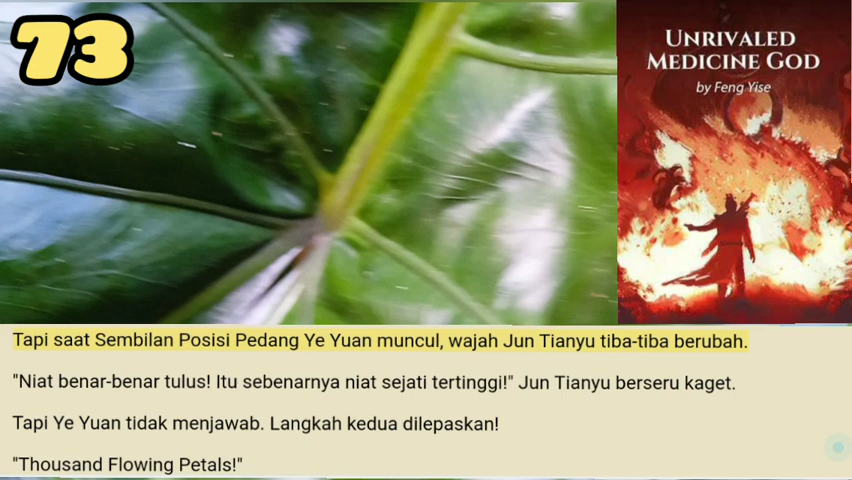 73
UNRIVALED
MEDICINE GOD
by Feng Yise
Tapi saat Sembilan Posisi Pedang Ye Yuan muncul, wajah Jun Tianyu tiba-tiba berubah.
"Niat benar-benar tulus! Itu sebenarnya niat sejati tertinggi!" Jun Tianyu berseru kaget.
Tapi Ye Yuan tidak menjawab. Langkah kedua dilepaskan!
"Thousand Flowing Petals!"